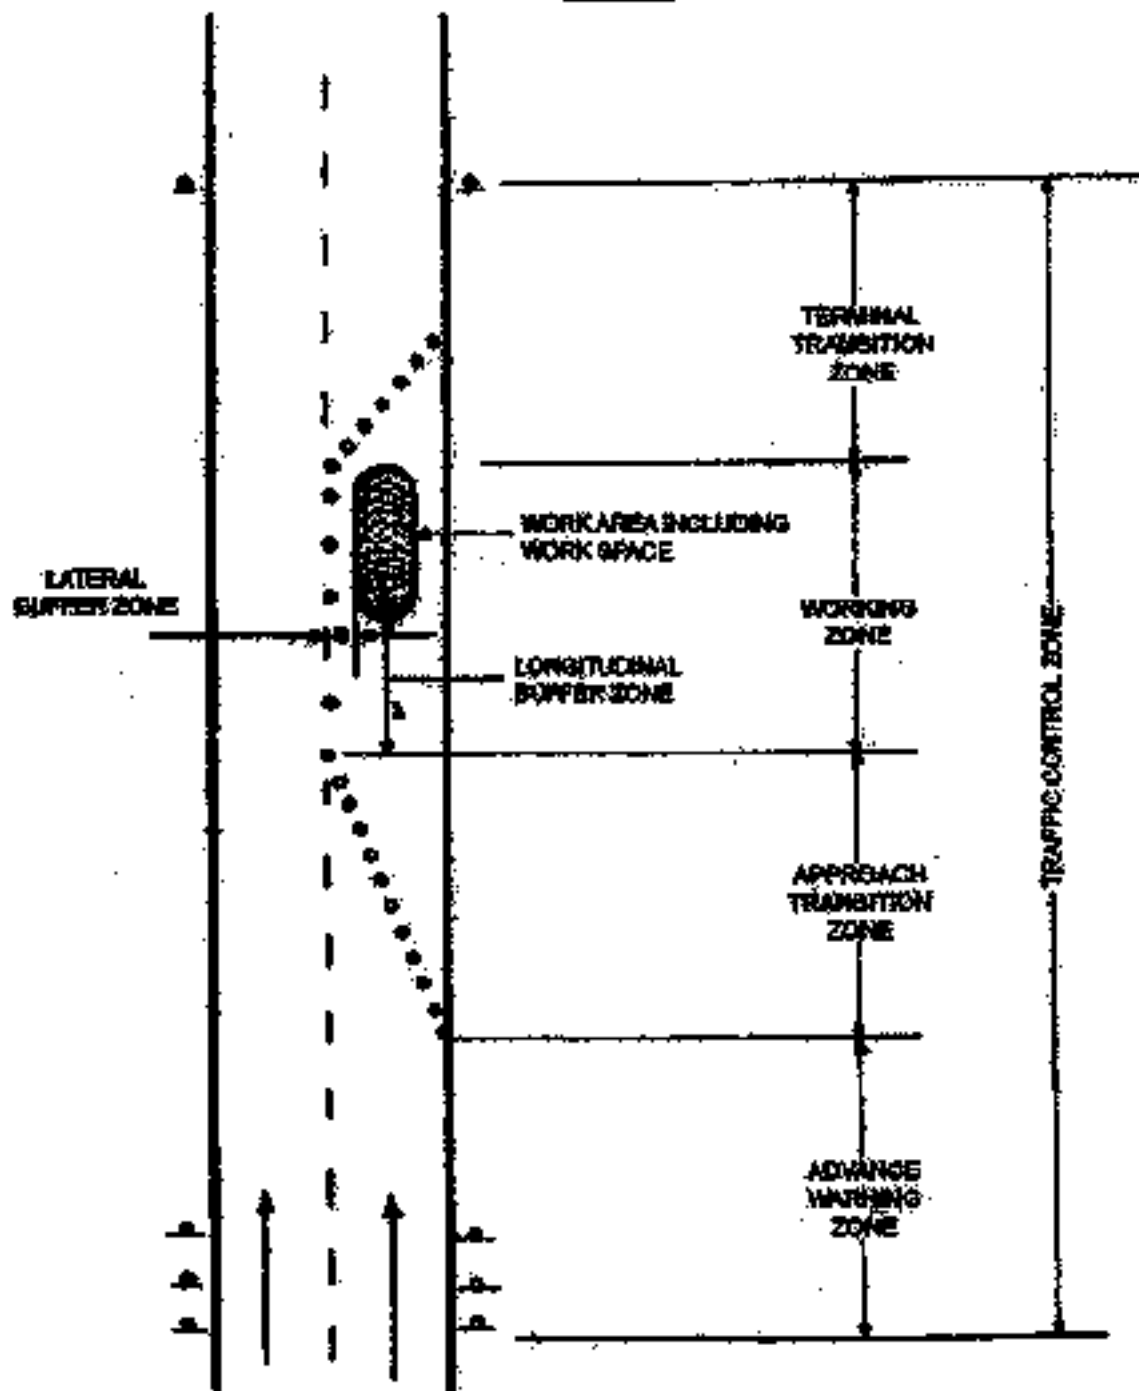 TERMINAL
TRANSITION
ZONE
WORK AREA INCLUDING
WORK SPACE
LATERAL
BUFFER ZONE
WORKING
ZONE
LONGITUDINAL
BUFFER ZONE
TRAFFIC CONTROL ZONE
APPROACH
TRANSITION
ZONE
ADVANCE
WARNING
ZONE